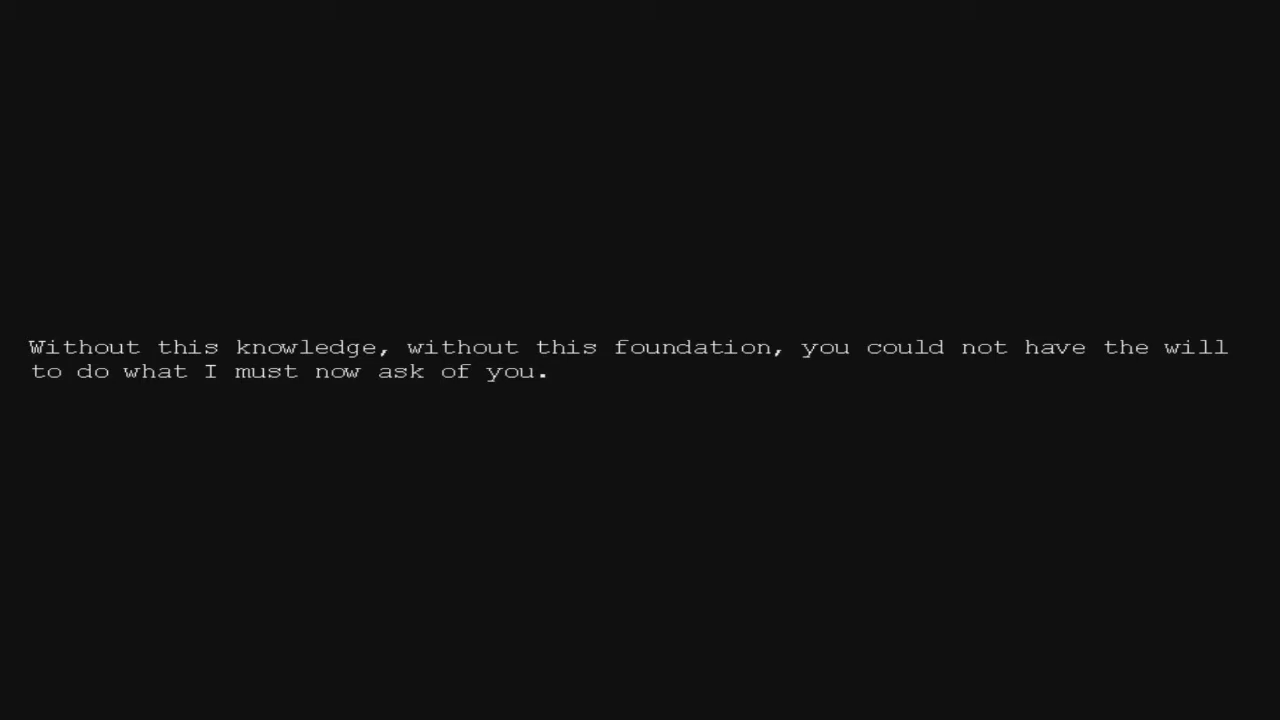 Without this knowledge, without this foundation, you could not have the will
to do what I must now ask of you.